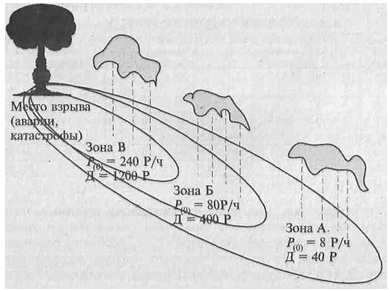 Место взрыва
(аварии,
катастрофы)
Зона В
P(0) = 240 Р/ч
Д = 1200 Р
Зона Б
P(0) = 80Р/ч
Д = 400 Р
Зона А.
P(0) = 8 Р/ч
Д = 40 Р